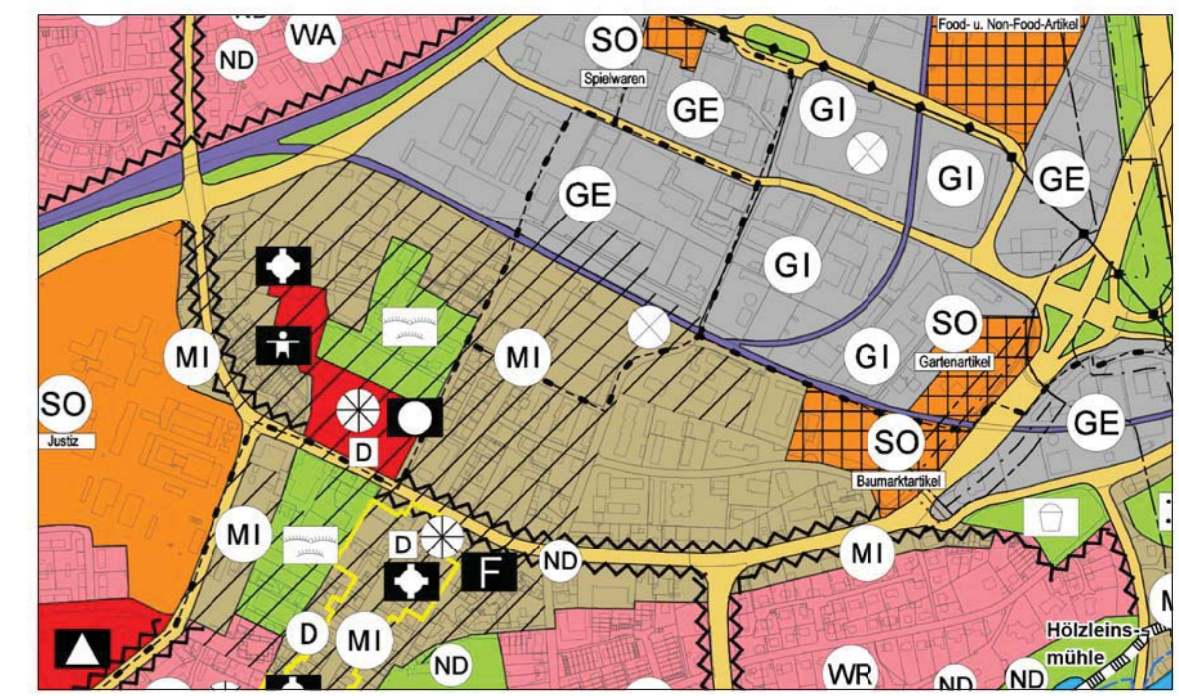 ND
WA
ND
SO
Spielwaren
Food- u. Non-Food-Artikel
GE
GI
GE
GI
GE
GI
SO
Gartenartikel
MI
MI
GI
SO
Justiz
D
SO
Baumarktartikel
GE
MI
D
F
ND
MI
D
MI
ND
WR
ND
ND
Hölzleins-
mühle